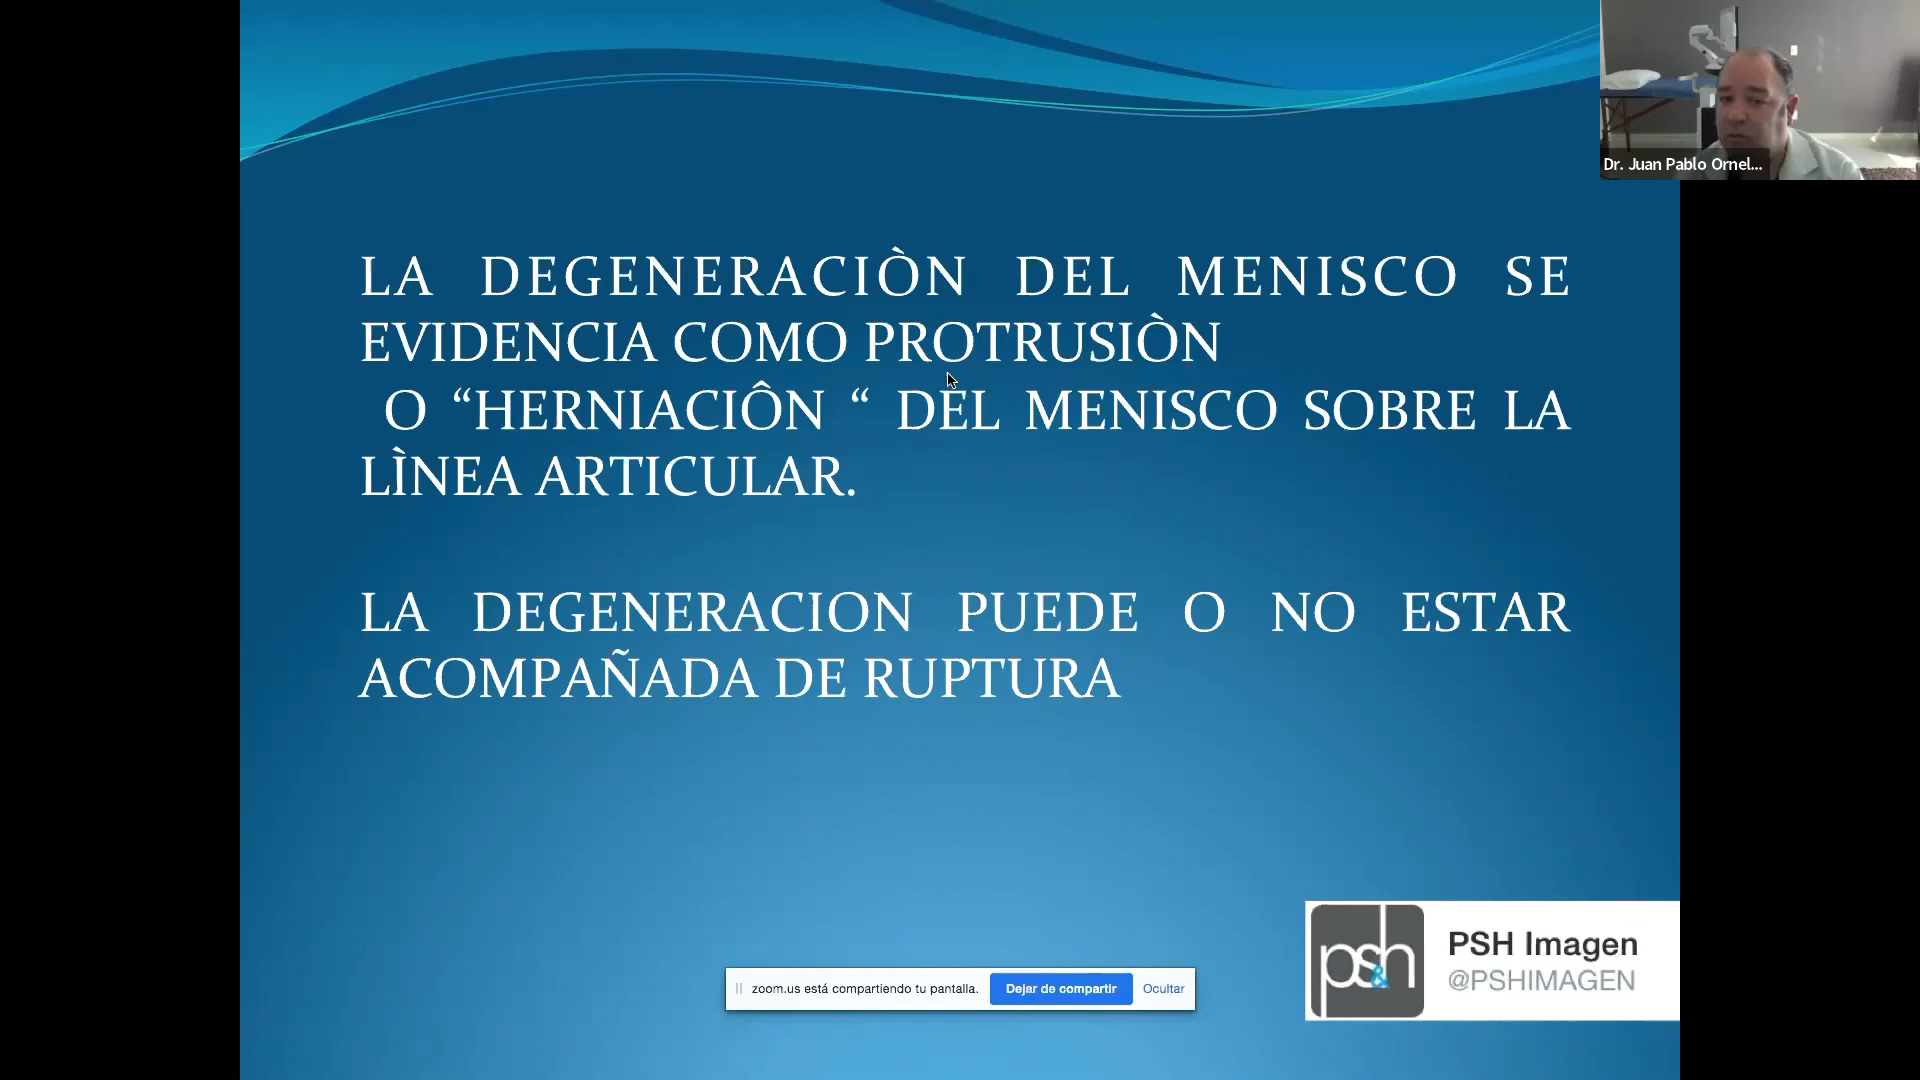 Dr. Juan Pablo Ornel...
LA DEGENERACIÒN DEL MENISCO SE
EVIDENCIA COMO PROTRUSIÒN
O “HERNIACIÔN “ DEL MENISCO SOBRE LA
LÌNEA ARTICULAR.
LA DEGENERACION PUEDE O NO ESTAR
ACOMPAÑADA DE RUPTURA
ps&h
PSH Imagen
@PSHIMAGEN
zoom.us está compartiendo tu pantalla. Dejar de compartir Ocultar